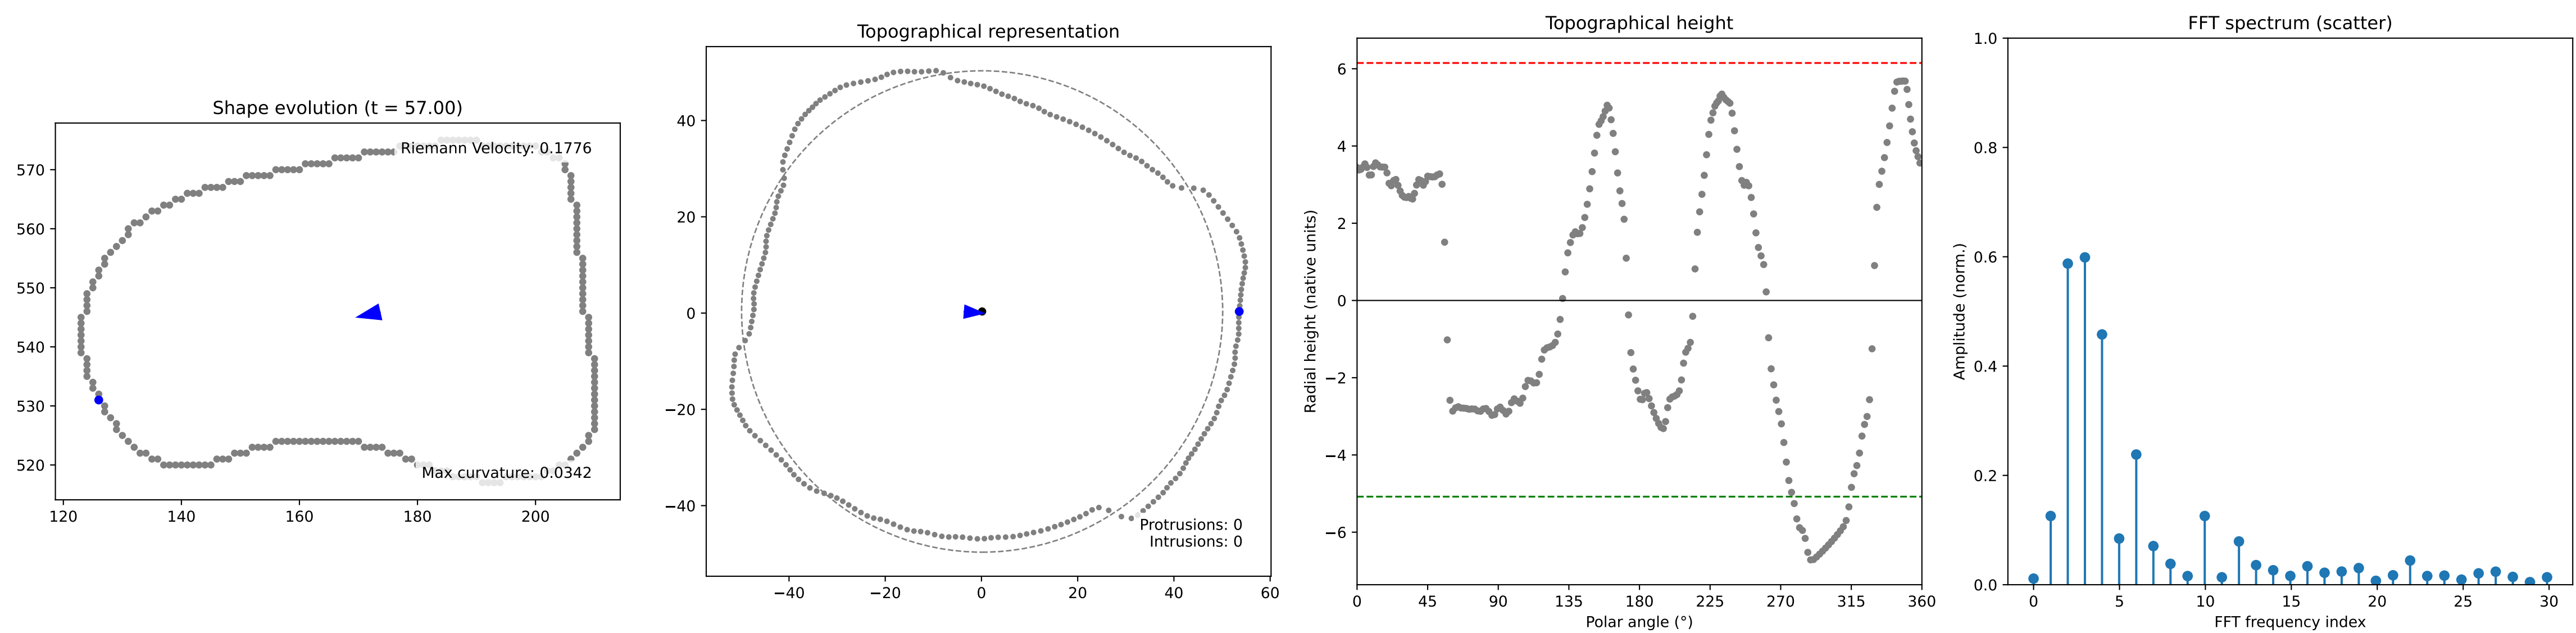 Shape evolution (t = 57.00)
Riemann Velocity: 0.1776
Max curvature: 0.0342
570
560
550
540
530
520
120 140 160 180 200
Topographical representation
40
20
0
−20
−40
Protrusions: 0
Intrusions: 0
−40 −20 0 20 40 60
Topographical height
Radial height (native units)
6
4
2
0
−2
−4
−6
0 45 90 135 180 225 270 315 360
Polar angle (°)
FFT spectrum (scatter)
Amplitude (norm.)
1.0
0.8
0.6
0.4
0.2
0.0
0 5 10 15 20 25 30
FFT frequency index